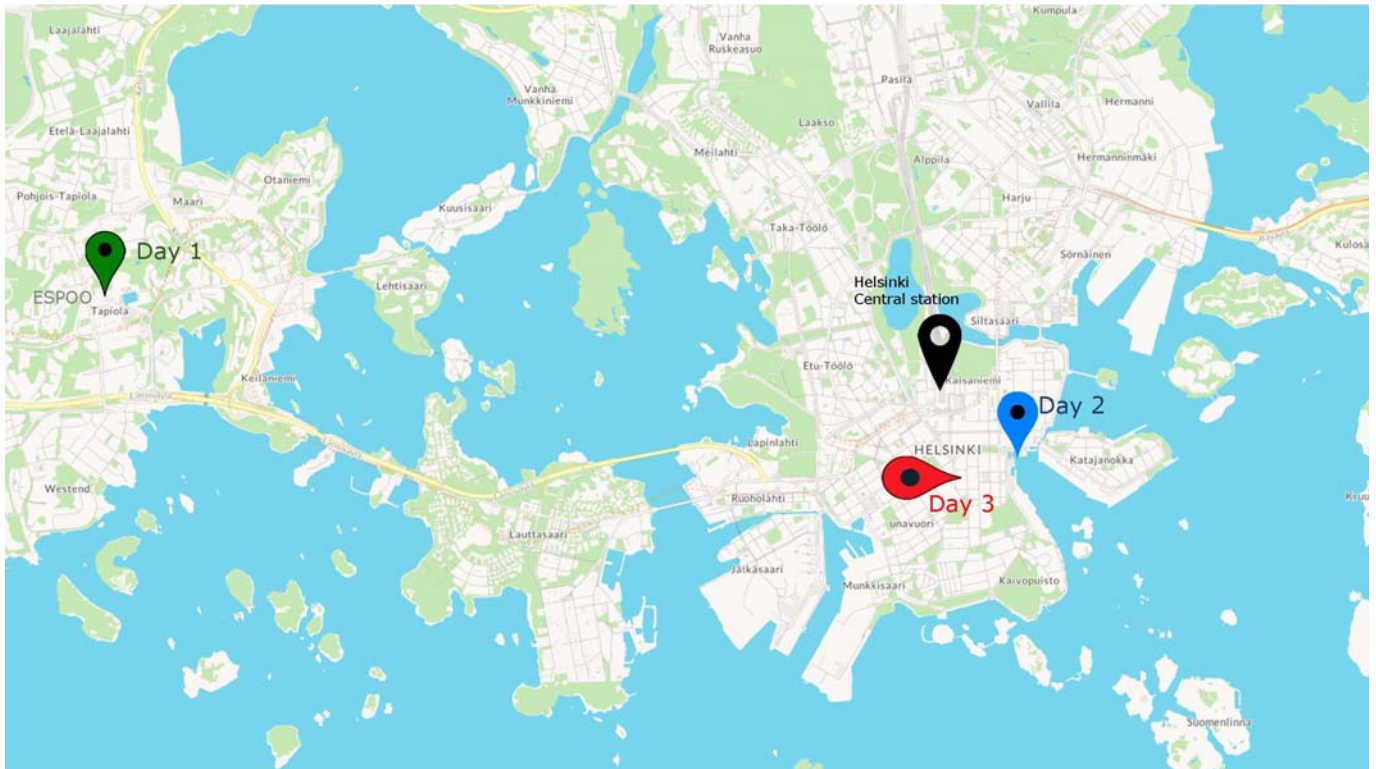 Laajalahti
Kumpula
Vanha
Ruskeasuo
Pasila
Vanha
Munkkiniemi
Vallila
Hermanni
Etelä-Laajalahti
Laakso
Meilahti
Alppila
Hermanninmäki
Otaniemi
Pohjois-Tapiola
Maari
Harju
Kuusisaari
Taka-Töölö
Day 1
Kulosa
Sörnäinen
Lehtisaari
Helsinki
Central station
ESPOO
Tapiola
Siltasaari
Etu-Töölö
Kaisaniemi
Keilaniemi
Day 2
Lapinlahti
HELSINKI
Katajanokka
Westend
Ruoholahti
Day 3
Kruu
unavuori
Lauttasaari
Jätkäsaari
Munkkisaari
Kaivopuisto
Suomenlinna